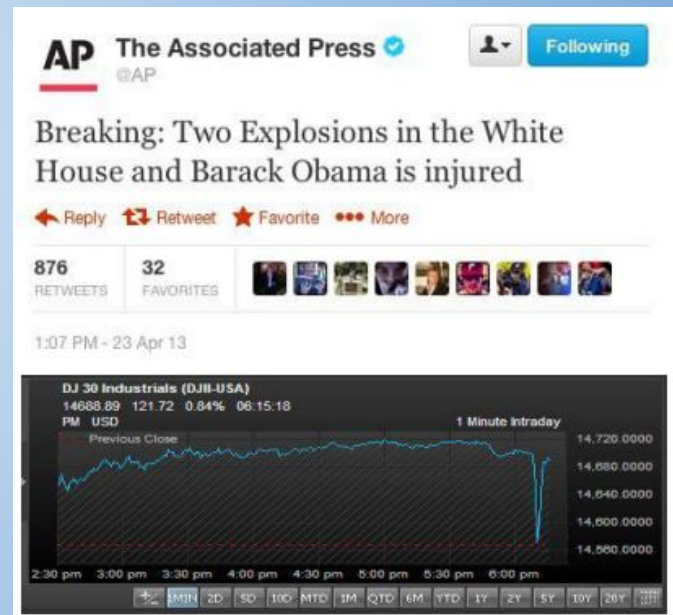 AP The Associated Press
@AP
Following
Breaking: Two Explosions in the White
House and Barack Obama is injured
Reply Retweet Favorite More
876 32
RETWEETS FAVORITES
1:07 PM - 23 Apr 13
DJ 30 Industrials (DJII-USA)
14688.89 121.72 0.84% 06:15:18
PM USD 1 Minute Intraday
Previous Close
14,720.0000
14,680.0000
14,640.0000
14,600.0000
14,560.0000
2:30 pm 3:00 pm 3:30 pm 4:00 pm 4:30 pm 5:00 pm 5:30 pm 6:00 pm
1MIN 2D 5D 10D MTD 1M QTD 6M YTD 1Y 2Y 5Y 10Y 20Y